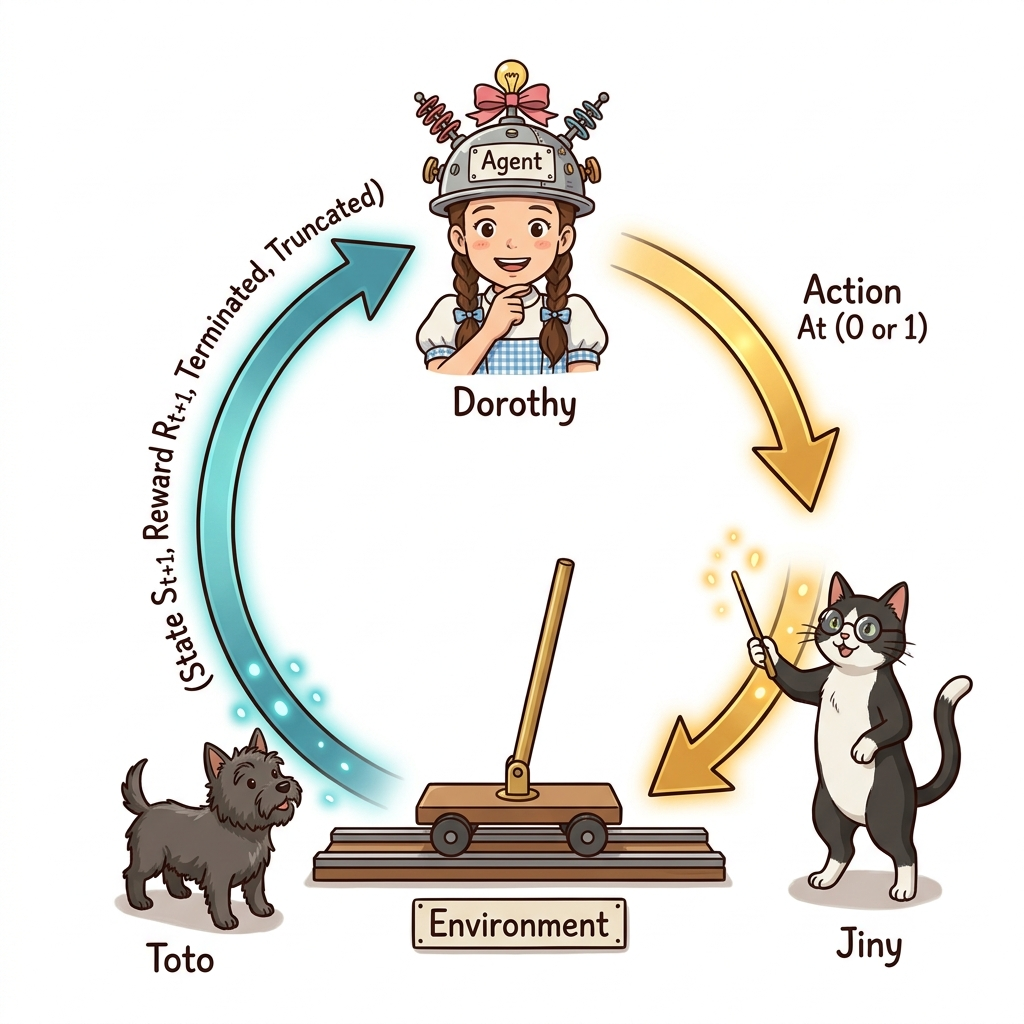 Agent
Dorothy
Action
At (0 or 1)
(State St+1, Reward Rt+1, Terminated, Truncated)
Environment
Toto
Jiny